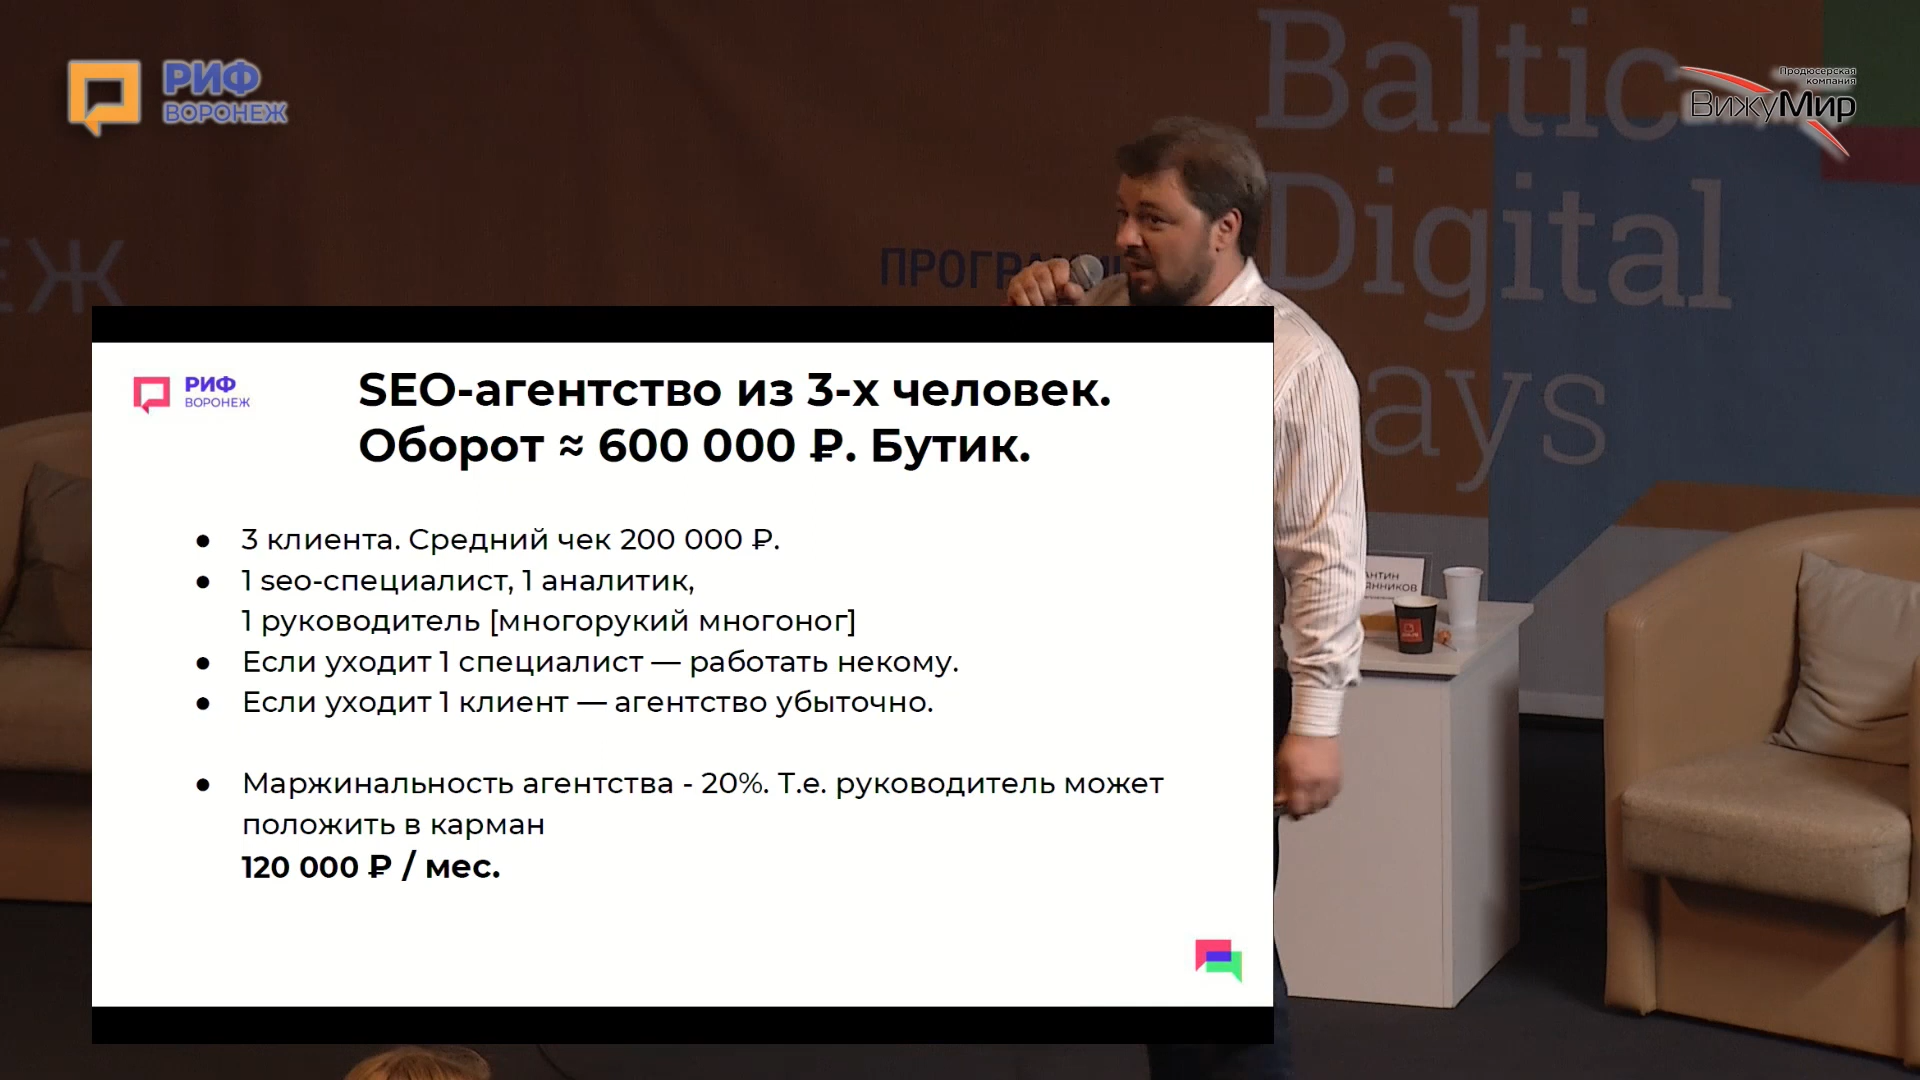 РИФ
ВОРОНЕЖ
Продюсерская
компания
ВижуМир
Baltic
Digital
ays
ЕЖ
SEO-агентство из 3-х человек.
Оборот ≈ 600 000 ₽. Бутик.
РИФ
ВОРОНЕЖ
● 3 клиента. Средний чек 200 000 ₽.
● 1 seo-специалист, 1 аналитик,
1 руководитель [многорукий многоног]
● Если уходит 1 специалист — работать некому.
● Если уходит 1 клиент — агентство убыточно.
● Маржинальность агентства - 20%. Т.е. руководитель может
положить в карман
120 000 ₽ / мес.